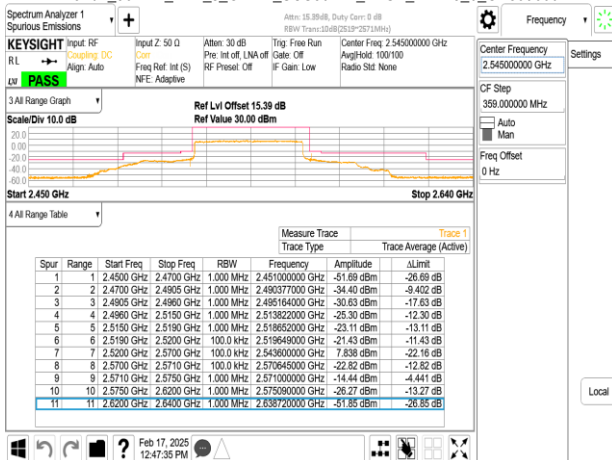 Spectrum Analyzer 1
Spurious Emissions
Attn: 15.39dB, Duty Corr: 0 dB
RBW Trans:10dB(2519~2571MHz)
Frequency
KEYSIGHT
RL
PASS
Input: RF
Coupling: DC
Align: Auto
Input Z: 50 Ω
Corr
Freq Ref: Int (S)
NFE: Adaptive
Atten: 30 dB
Pre: Int off, LNA off
RF Preset: Off
Trig: Free Run
Gate: Off
IF Gain: Low
Center Freq: 2.545000000 GHz
Avg|Hold: 100/100
Radio Std: None
Center Frequency
2.545000000 GHz
Settings
CF Step
359.000000 MHz
Auto
Man
Freq Offset
0 Hz
Local
3 All Range Graph
Scale/Div 10.0 dB
Ref Lvl Offset 15.39 dB
Ref Value 30.00 dBm
20.0
0.00
-20.0
-40.0
-60.0
Start 2.450 GHz
Stop 2.640 GHz
4 All Range Table
Measure Trace Trace 1
Trace Type Trace Average (Active)
Spur Range Start Freq Stop Freq RBW Frequency Amplitude ΔLimit
1 1 2.4500 GHz 2.4700 GHz 1.000 MHz 2.451000000 GHz -51.69 dBm -26.69 dB
2 2 2.4700 GHz 2.4905 GHz 1.000 MHz 2.490377000 GHz -34.40 dBm -9.402 dB
3 3 2.4905 GHz 2.4960 GHz 1.000 MHz 2.495164000 GHz -30.63 dBm -17.63 dB
4 4 2.4960 GHz 2.5150 GHz 1.000 MHz 2.513822000 GHz -25.30 dBm -12.30 dB
5 5 2.5150 GHz 2.5190 GHz 1.000 MHz 2.518652000 GHz -23.11 dBm -13.11 dB
6 6 2.5190 GHz 2.5200 GHz 100.0 kHz 2.519649000 GHz -21.43 dBm -11.43 dB
7 7 2.5200 GHz 2.5700 GHz 100.0 kHz 2.543600000 GHz 7.838 dBm -22.16 dB
8 8 2.5700 GHz 2.5710 GHz 100.0 kHz 2.570645000 GHz -22.82 dBm -12.82 dB
9 9 2.5710 GHz 2.5750 GHz 1.000 MHz 2.571000000 GHz -14.44 dBm -4.441 dB
10 10 2.5750 GHz 2.6200 GHz 1.000 MHz 2.575090000 GHz -26.27 dBm -13.27 dB
11 11 2.6200 GHz 2.6400 GHz 1.000 MHz 2.638720000 GHz -51.85 dBm -26.85 dB
Feb 17, 2025
12:47:35 PM